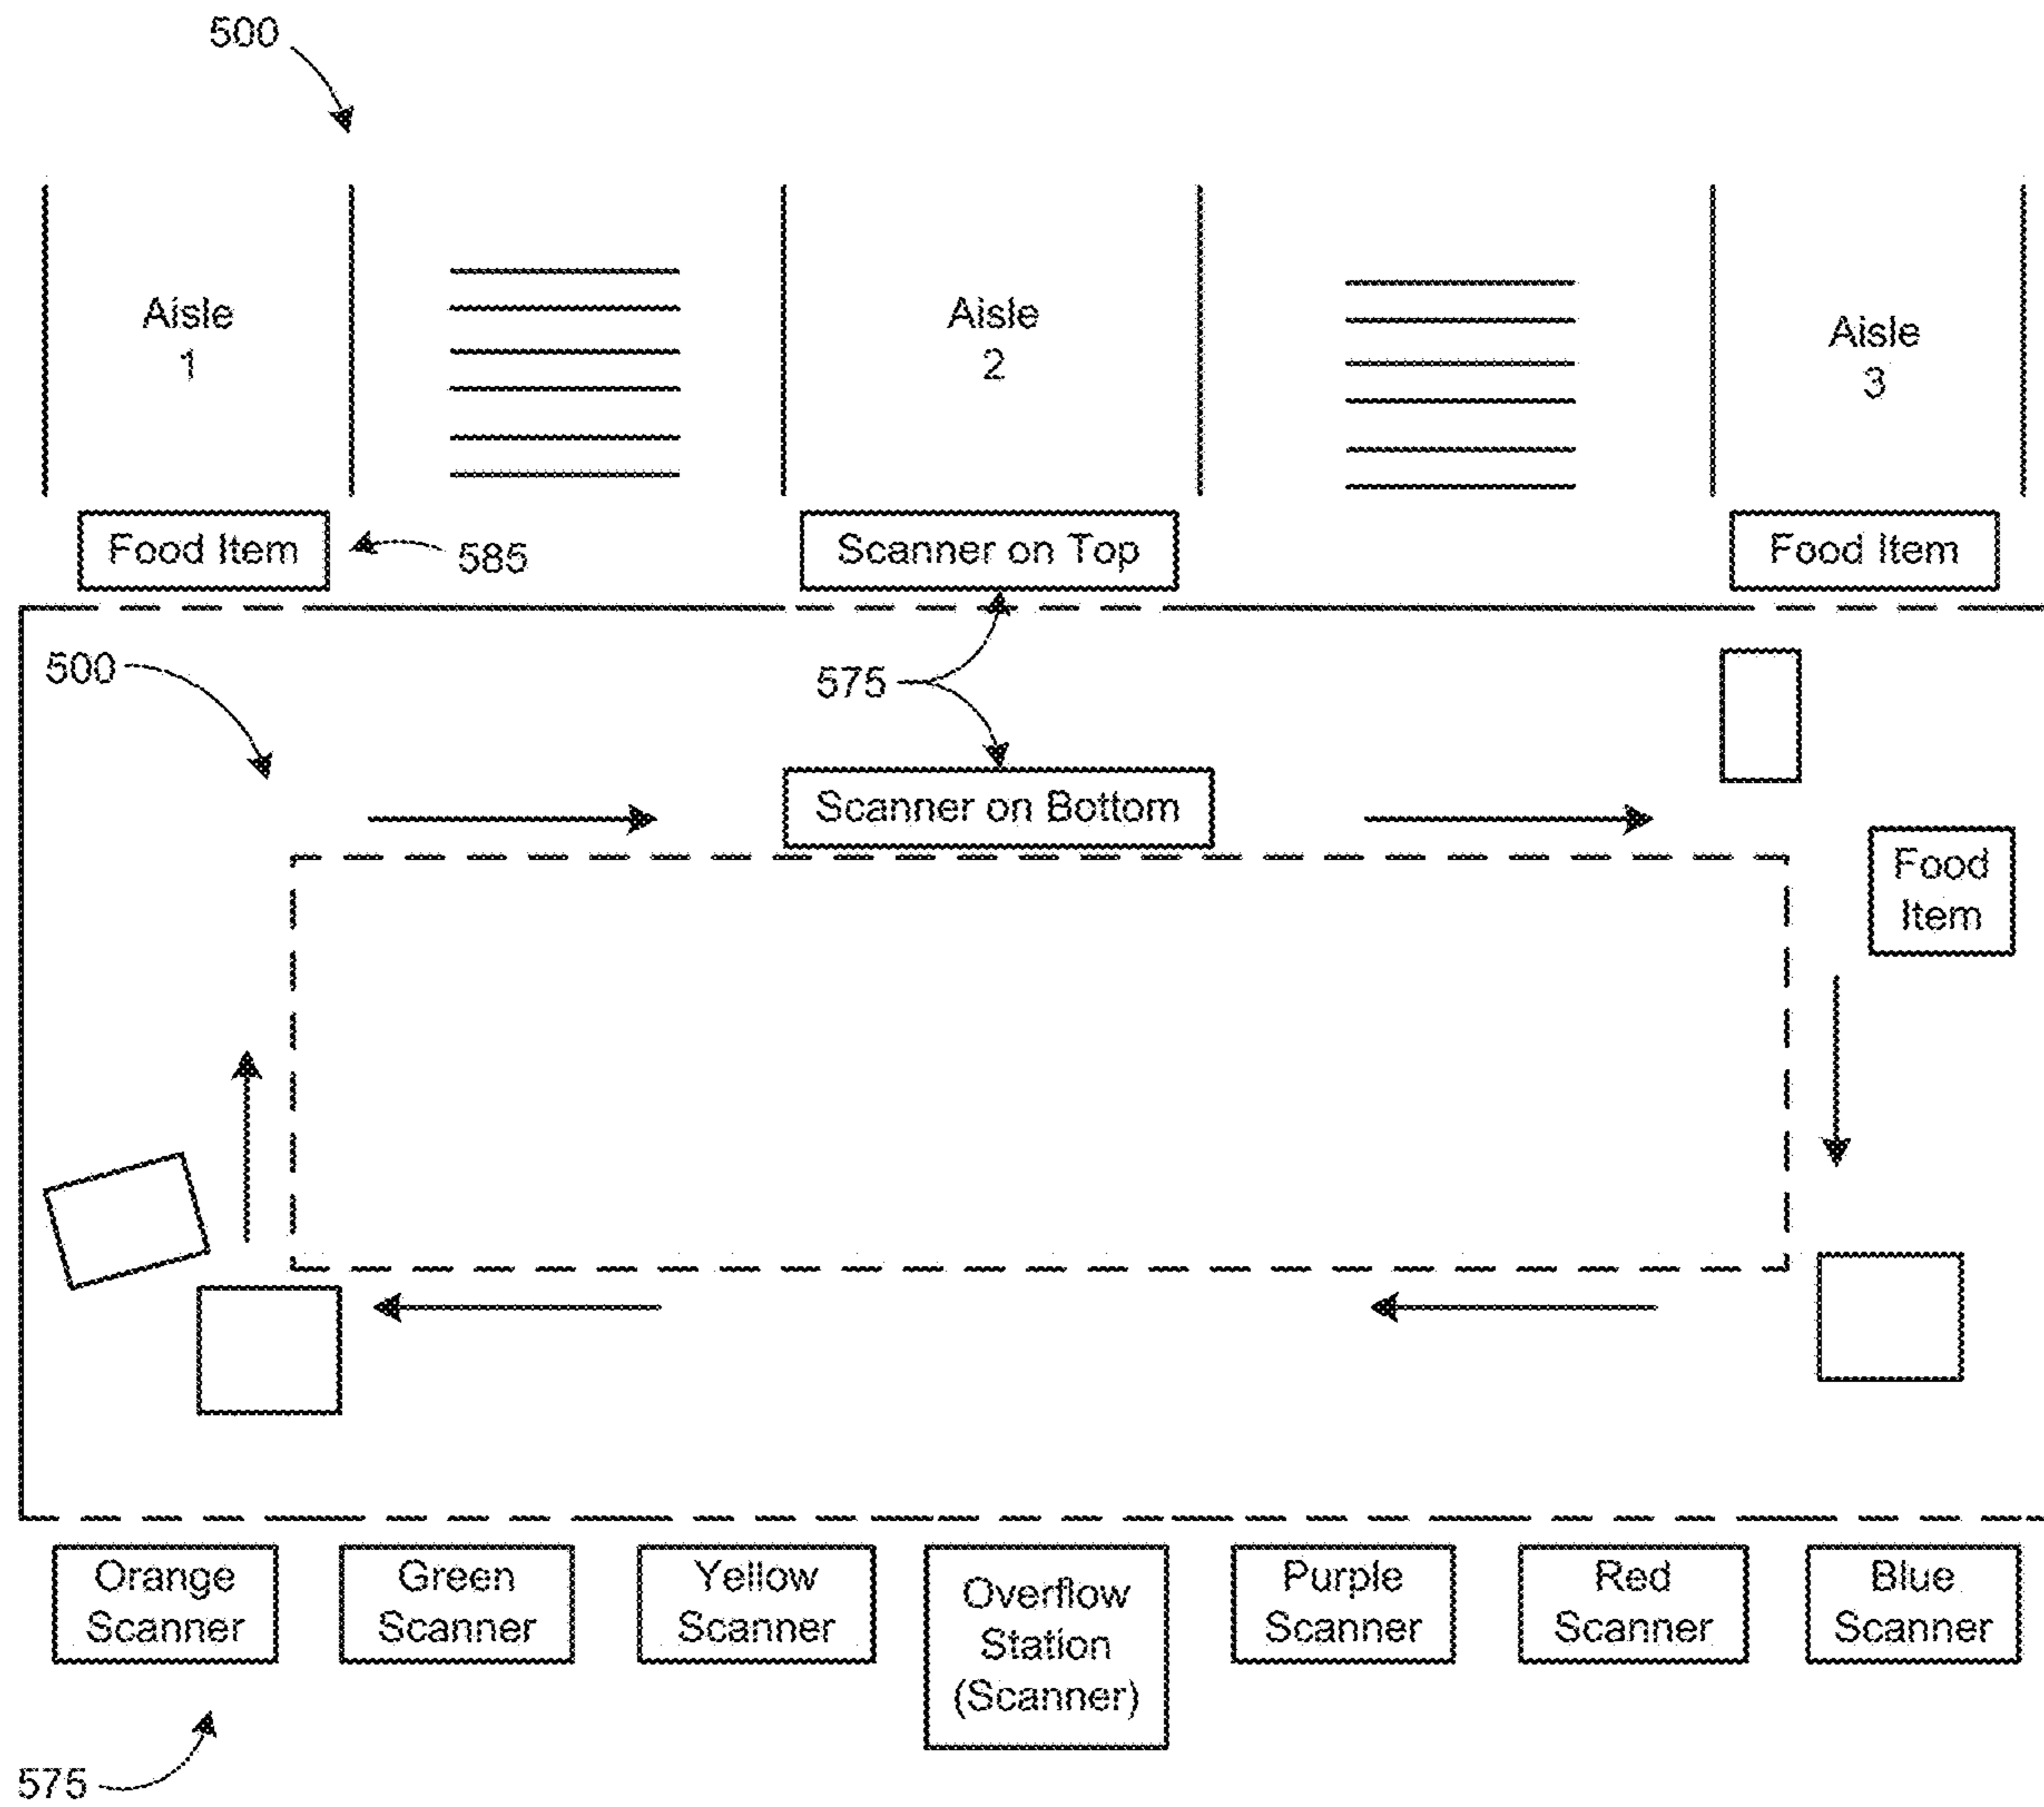 500
Aisle
1
Aisle
2
Aisle
3
Food Item
585
Scanner on Top
Food Item
500
575
Scanner on Bottom
Food
Item
Orange
Scanner
Green
Scanner
Yellow
Scanner
Overflow
Station
(Scanner)
Purple
Scanner
Red
Scanner
Blue
Scanner
575